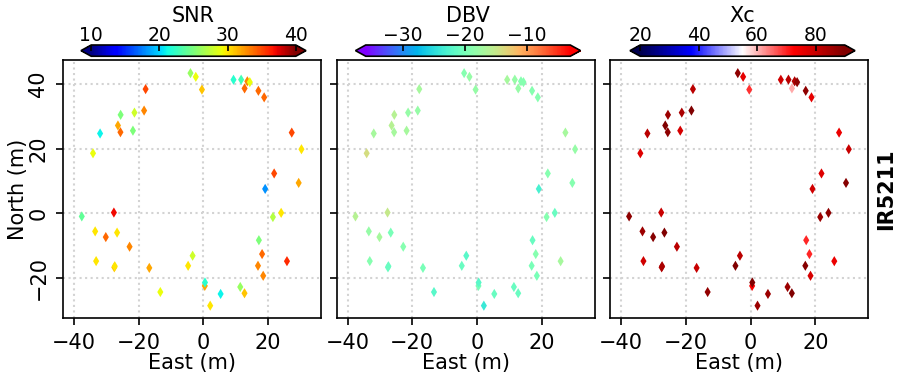 SNR DBV Xc
10 20 30 40 −30 −20 −10 20 40 60 80
40
20
0
−20
North (m)
−40 −20 0 20 −40 −20 0 20 −40 −20 0 20
East (m) East (m) East (m)
IR5211